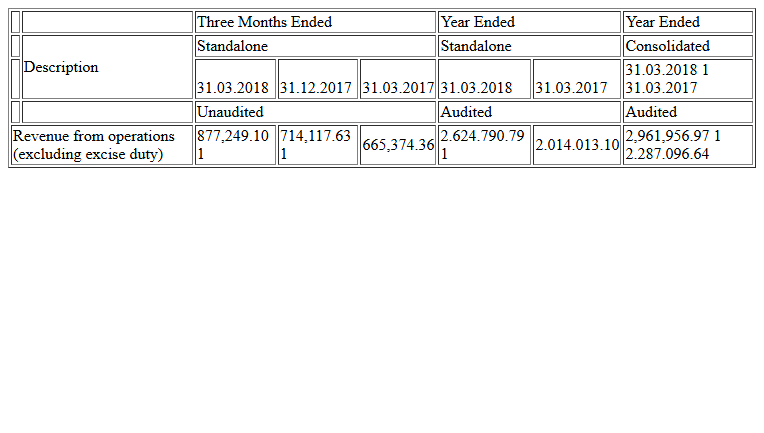 Three Months Ended Year Ended Year Ended
Standalone Standalone Consolidated
Description
31.03.2018 31.12.2017 31.03.2017 31.03.2018 31.03.2017 31.03.2018 1
31.03.2017
Unaudited Audited Audited
Revenue from operations 877,249.10 714,117.63 665,374.36 2.624.790.79 2.014.013.10 2,961,956.97 1
(excluding excise duty) 1 1 1 2.287.096.64